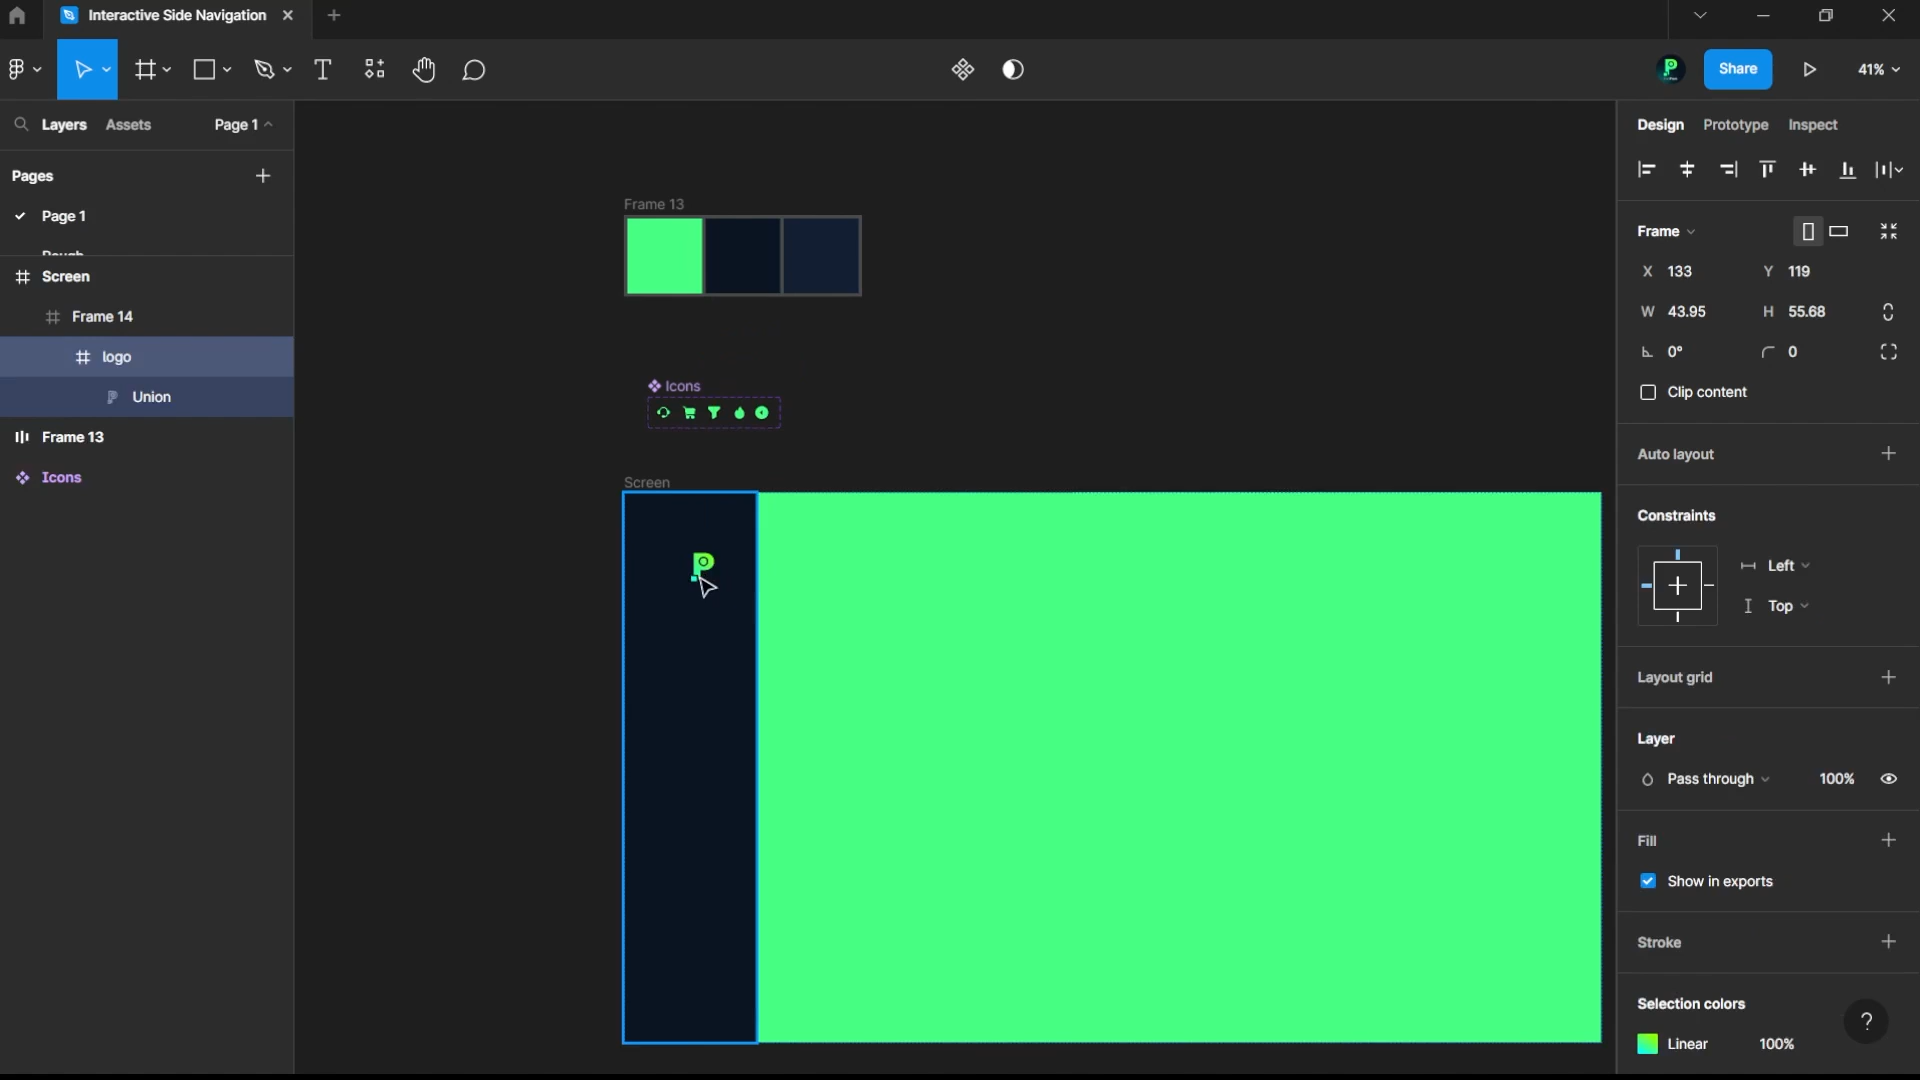 Interactive Side Navigation
Share
41%
Layers
Assets
Page 1
Pages
Page 1
Rough
Screen
Frame 14
logo
Union
Frame 13
Icons
Frame 13
Icons
Screen
P
Design
Prototype
Inspect
Frame
X 133
Y 119
W 43.95
H 55.68
0°
0
Clip content
Auto layout
Constraints
Left
Top
Layout grid
Layer
Pass through
100%
Fill
Show in exports
Stroke
Selection colors
Linear
100%
?